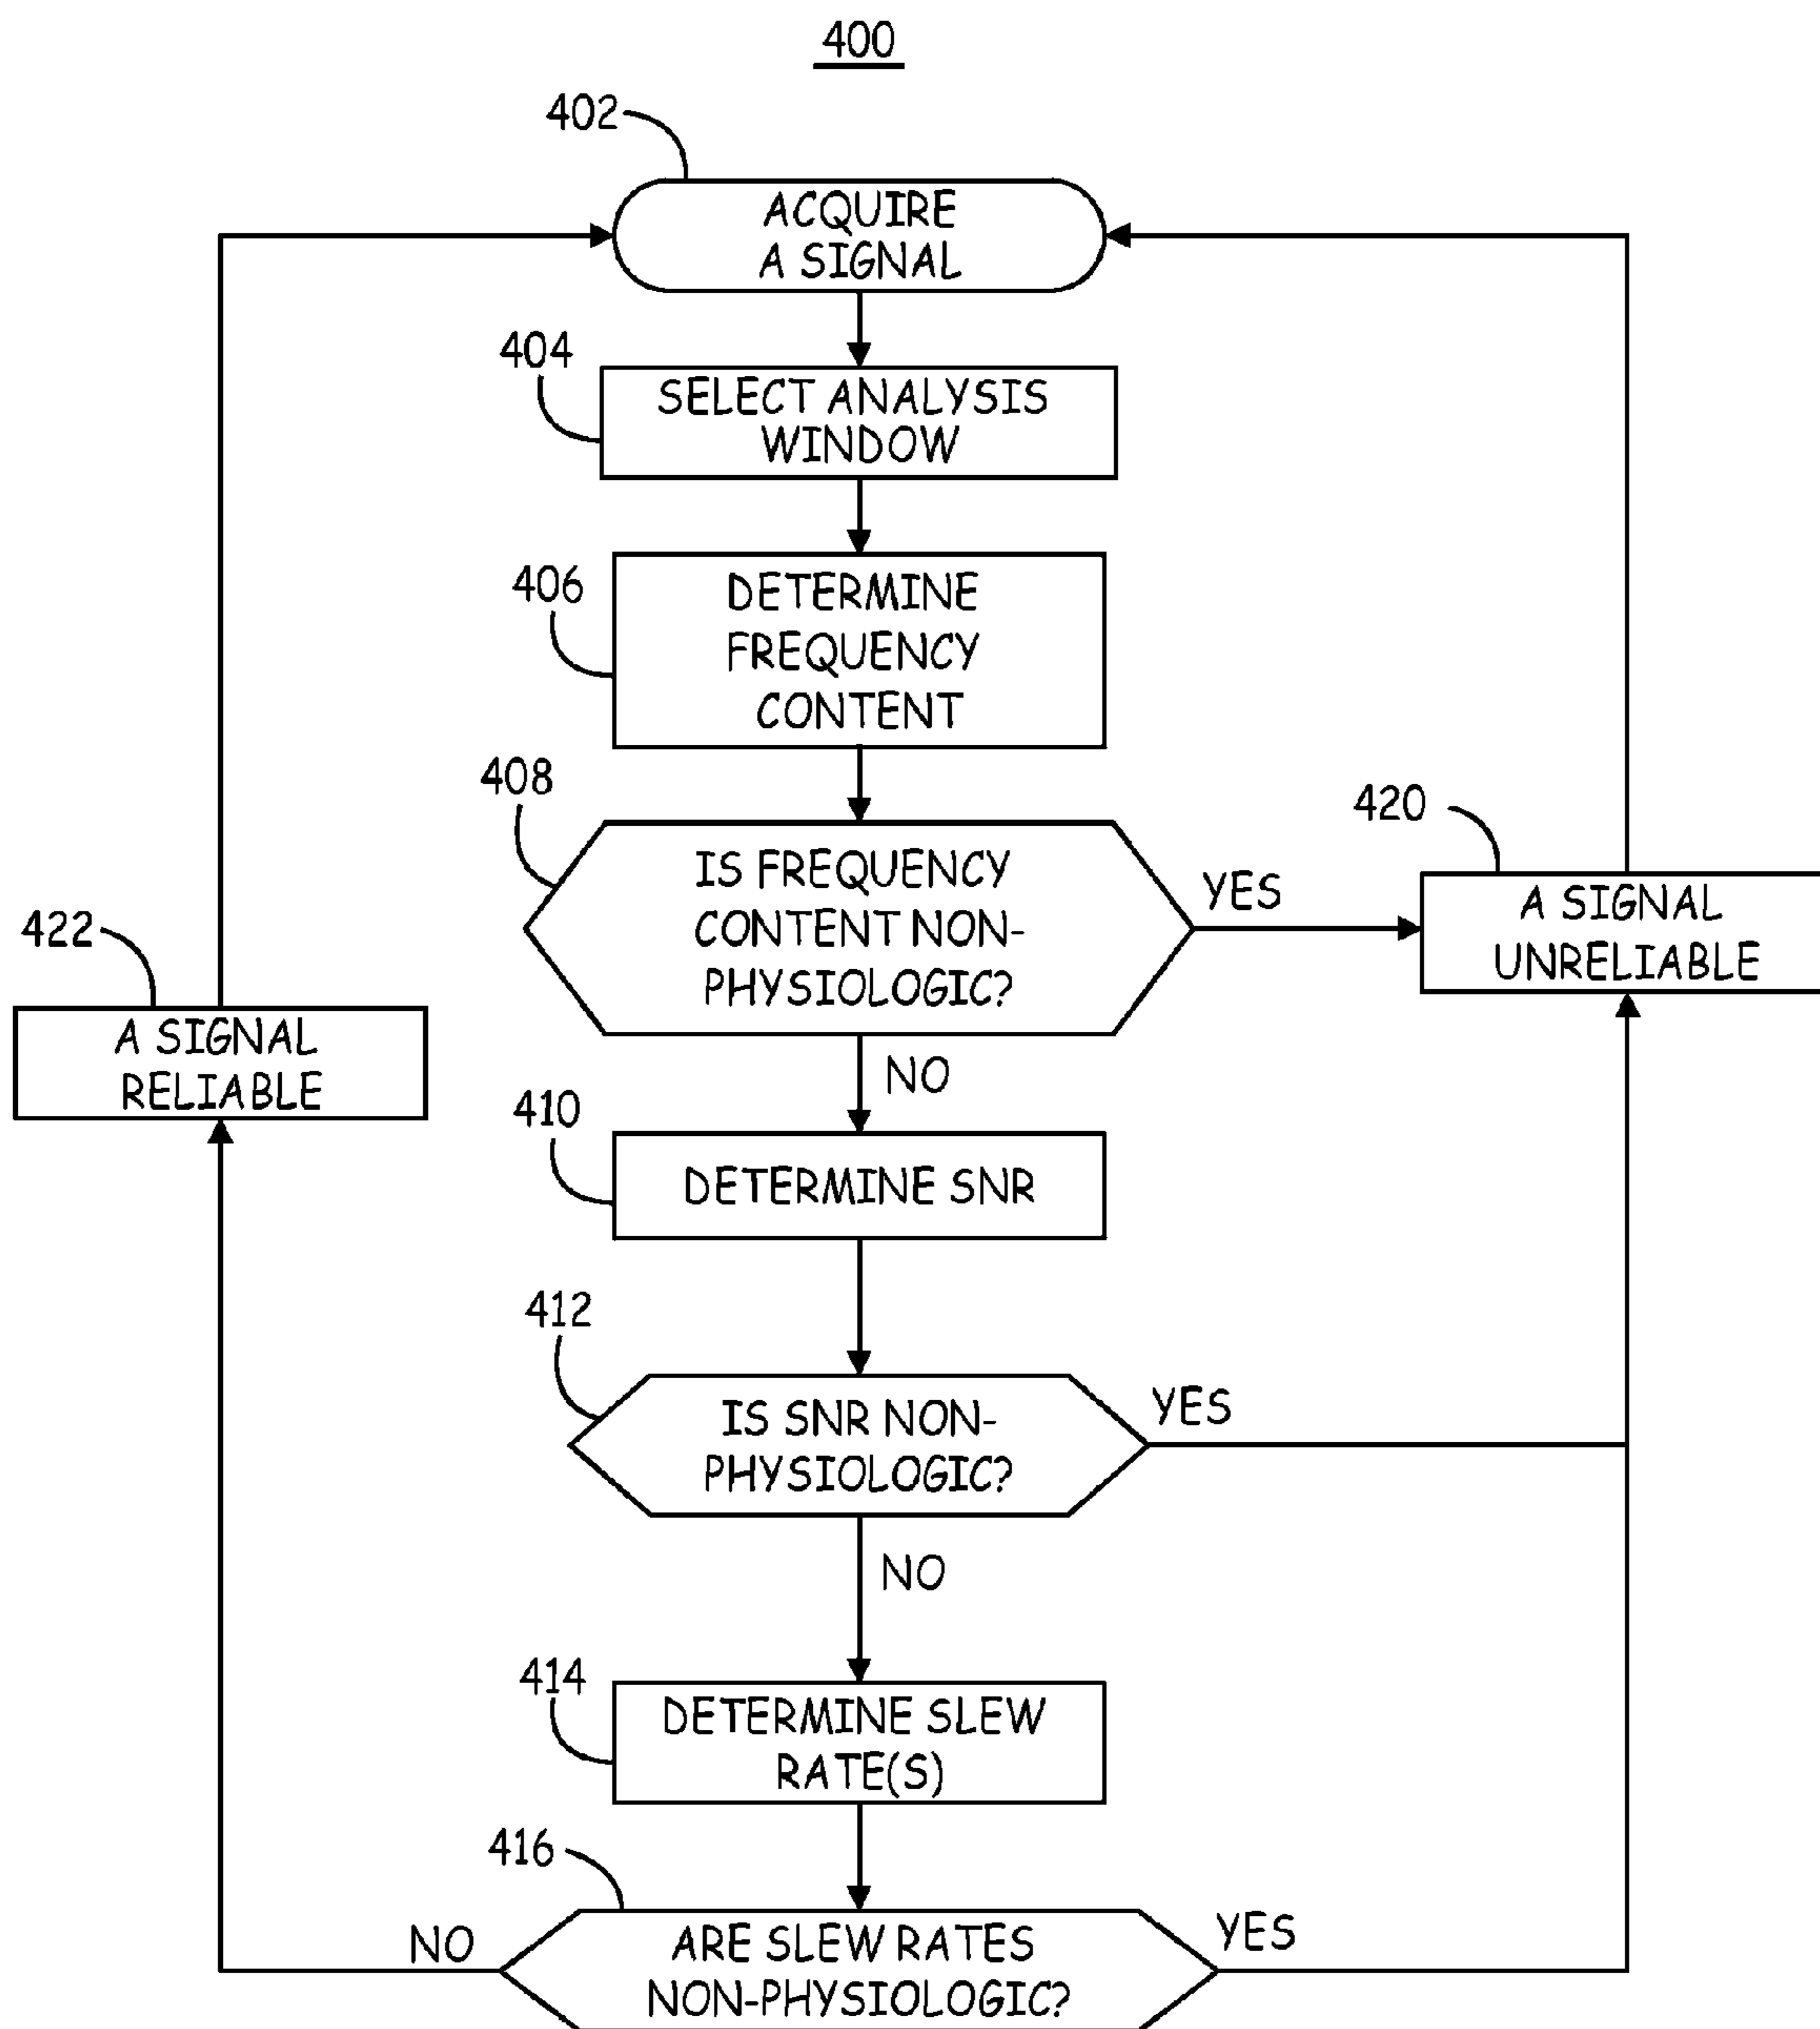 400
402
ACQUIRE
A SIGNAL
404
SELECT ANALYSIS
WINDOW
406
DETERMINE
FREQUENCY
CONTENT
408
IS FREQUENCY
CONTENT NON-
PHYSIOLOGIC?
YES
420
A SIGNAL
UNRELIABLE
422
A SIGNAL
RELIABLE
NO
410
DETERMINE SNR
412
IS SNR NON-
PHYSIOLOGIC?
YES
NO
414
DETERMINE SLEW
RATE(S)
416
NO
ARE SLEW RATES
NON-PHYSIOLOGIC?
YES